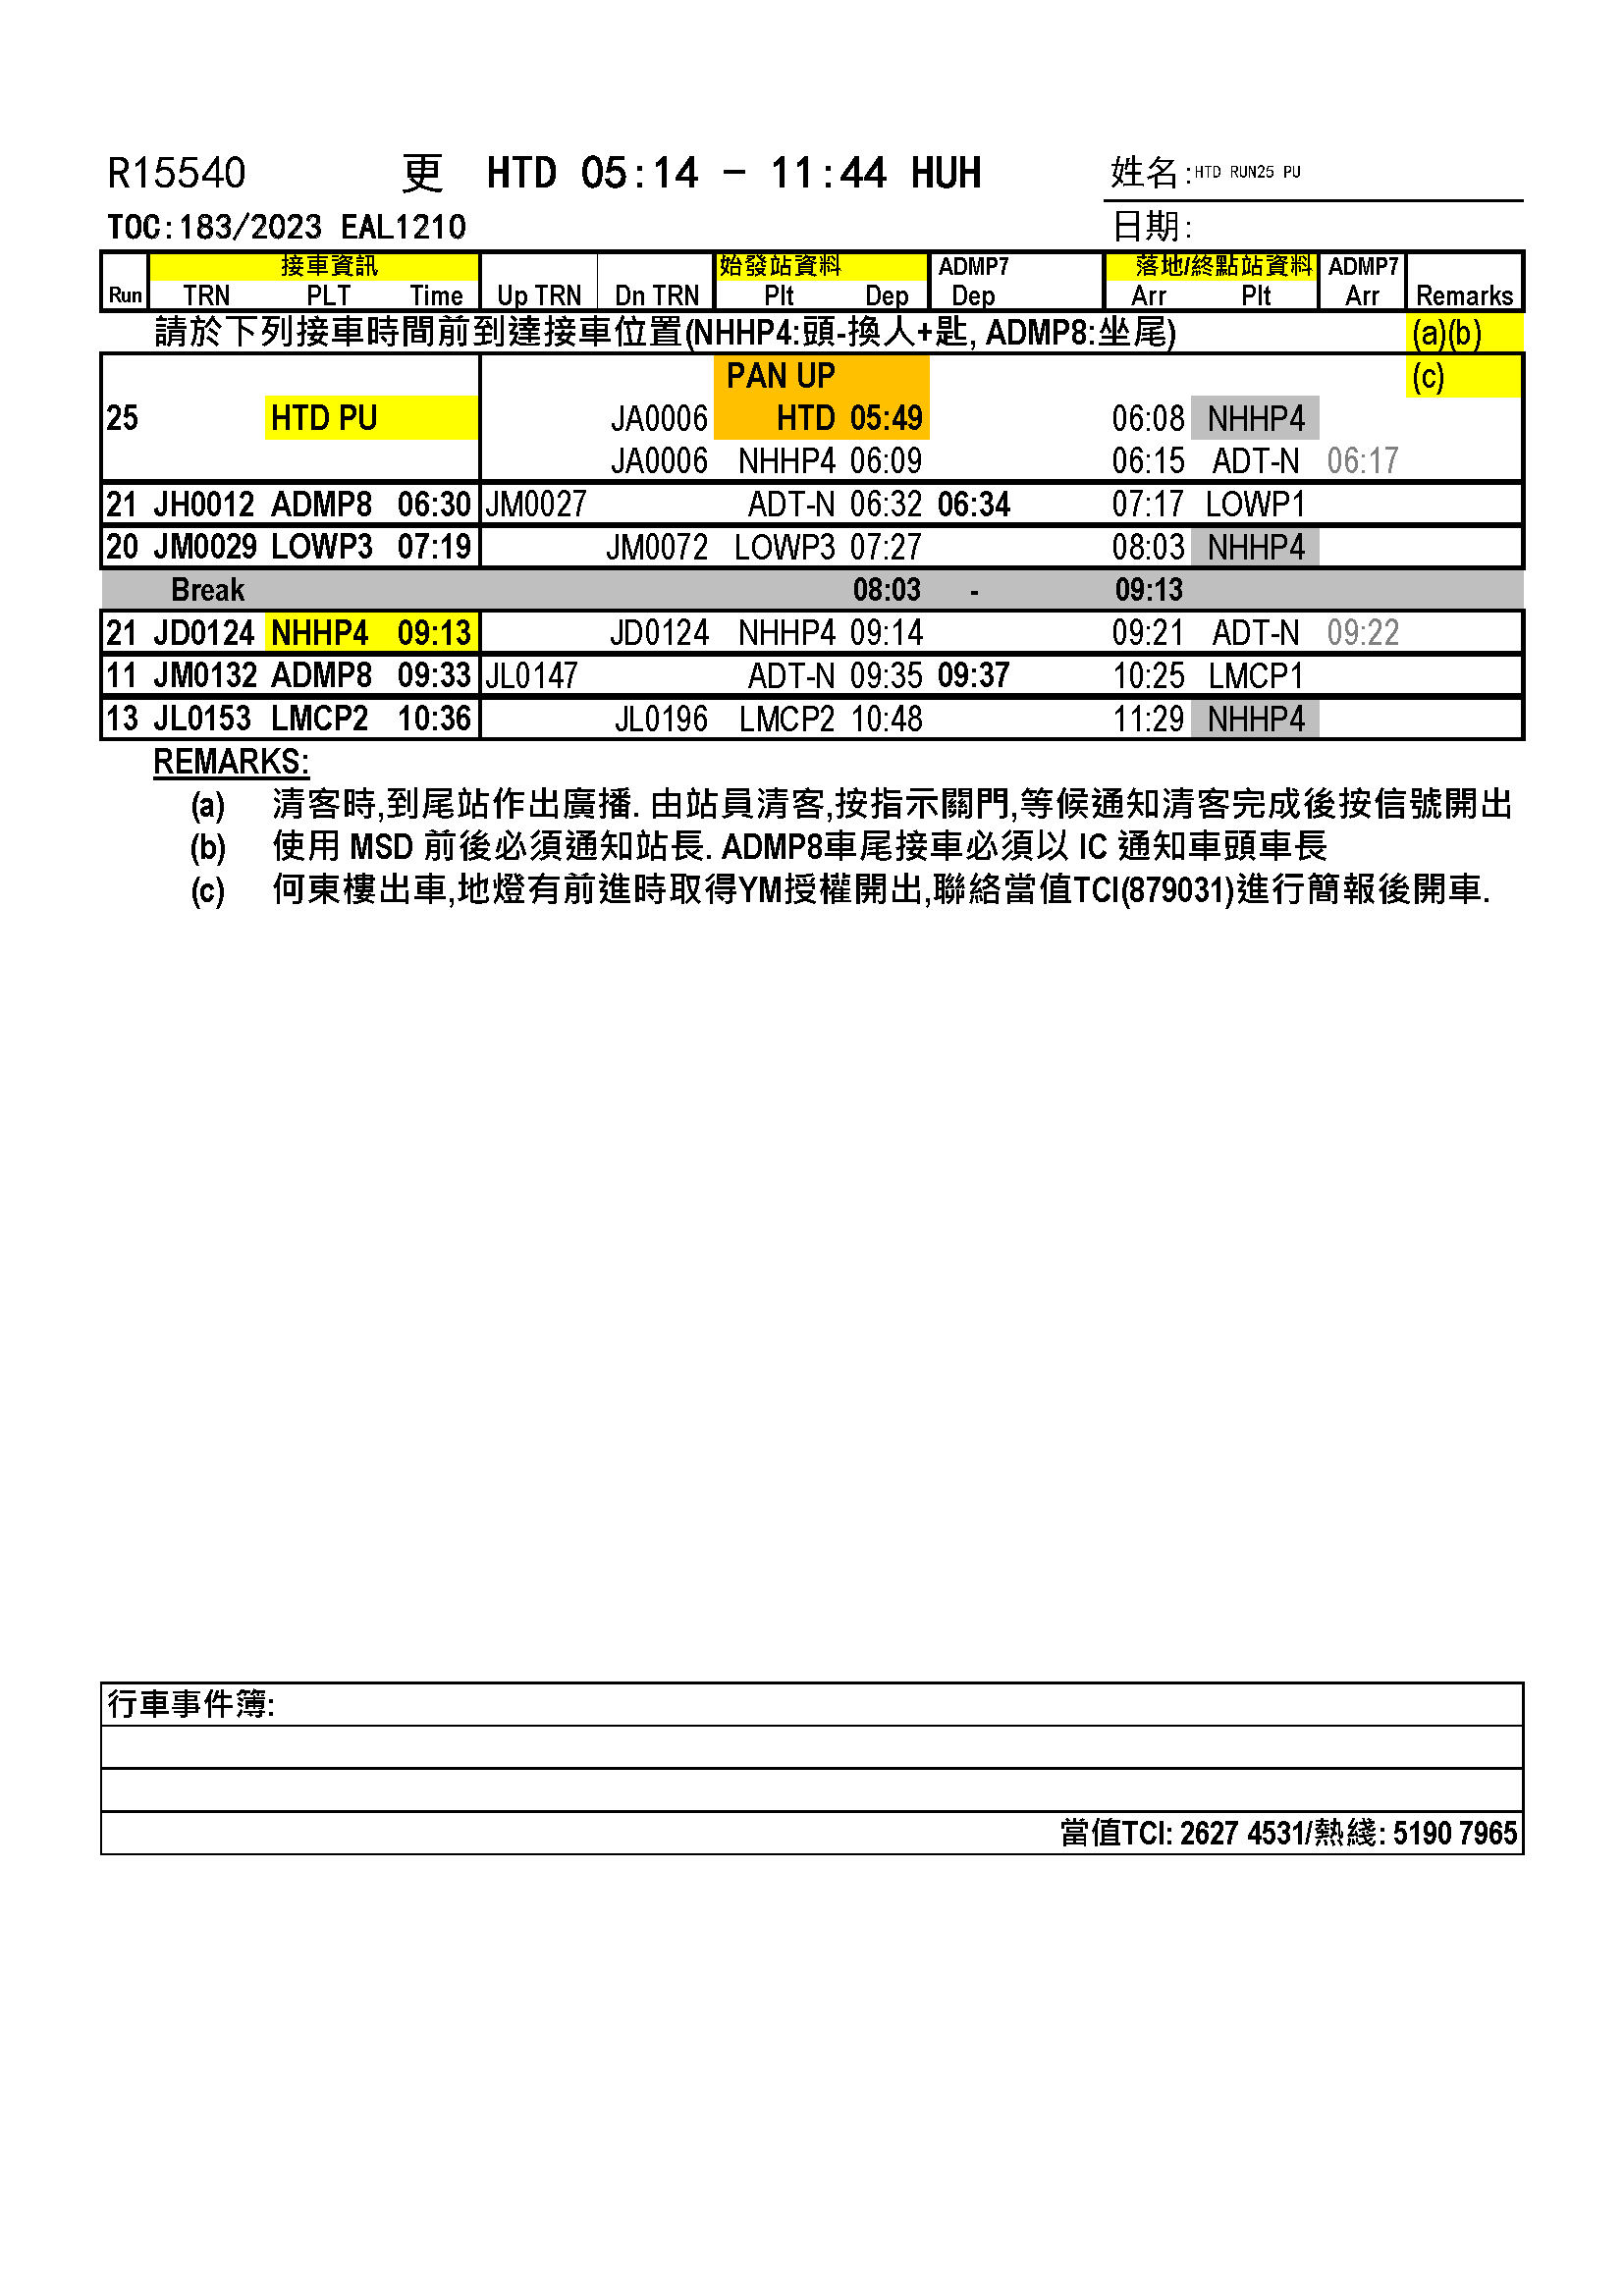 R15540 更 HTD 05:14 - 11:44 HUH 姓名:HTD RUN25 PU
TOC:183/2023 EAL1210 日期:
接車資訊 始發站資料 ADMP7 落地/終點站資料 ADMP7
Run TRN PLT Time Up TRN Dn TRN Plt Dep Dep Arr Plt Arr Remarks
請於下列接車時間前到達接車位置(NHHP4:頭-換人+匙, ADMP8:坐尾) (a)(b)
PAN UP (c)
25 HTD PU JA0006 HTD 05:49 06:08 NHHP4
JA0006 NHHP4 06:09 06:15 ADT-N 06:17
21 JH0012 ADMP8 06:30 JM0027 ADT-N 06:32 06:34 07:17 LOWP1
20 JM0029 LOWP3 07:19 JM0072 LOWP3 07:27 08:03 NHHP4
Break 08:03 - 09:13
21 JD0124 NHHP4 09:13 JD0124 NHHP4 09:14 09:21 ADT-N 09:22
11 JM0132 ADMP8 09:33 JL0147 ADT-N 09:35 09:37 10:25 LMCP1
13 JL0153 LMCP2 10:36 JL0196 LMCP2 10:48 11:29 NHHP4
REMARKS:
(a) 清客時,到尾站作出廣播. 由站員清客,按指示關門,等候通知清客完成後按信號開出
(b) 使用 MSD 前後必須通知站長. ADMP8車尾接車必須以 IC 通知車頭車長
(c) 何東樓出車,地燈有前進時取得YM授權開出,聯絡當值TCI(879031)進行簡報後開車.
行車事件簿:
當值TCI: 2627 4531/熱綫: 5190 7965